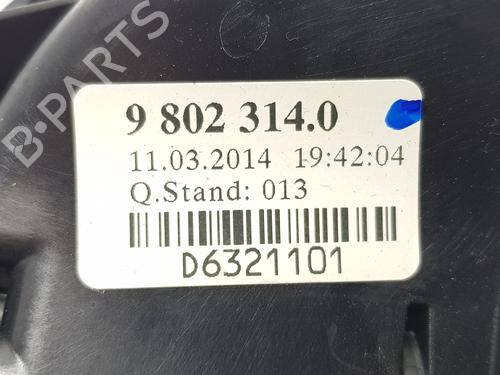 B-PARTS
9 802 314.0
11.03.2014 19:42:04
Q.Stand: 013
D6321101